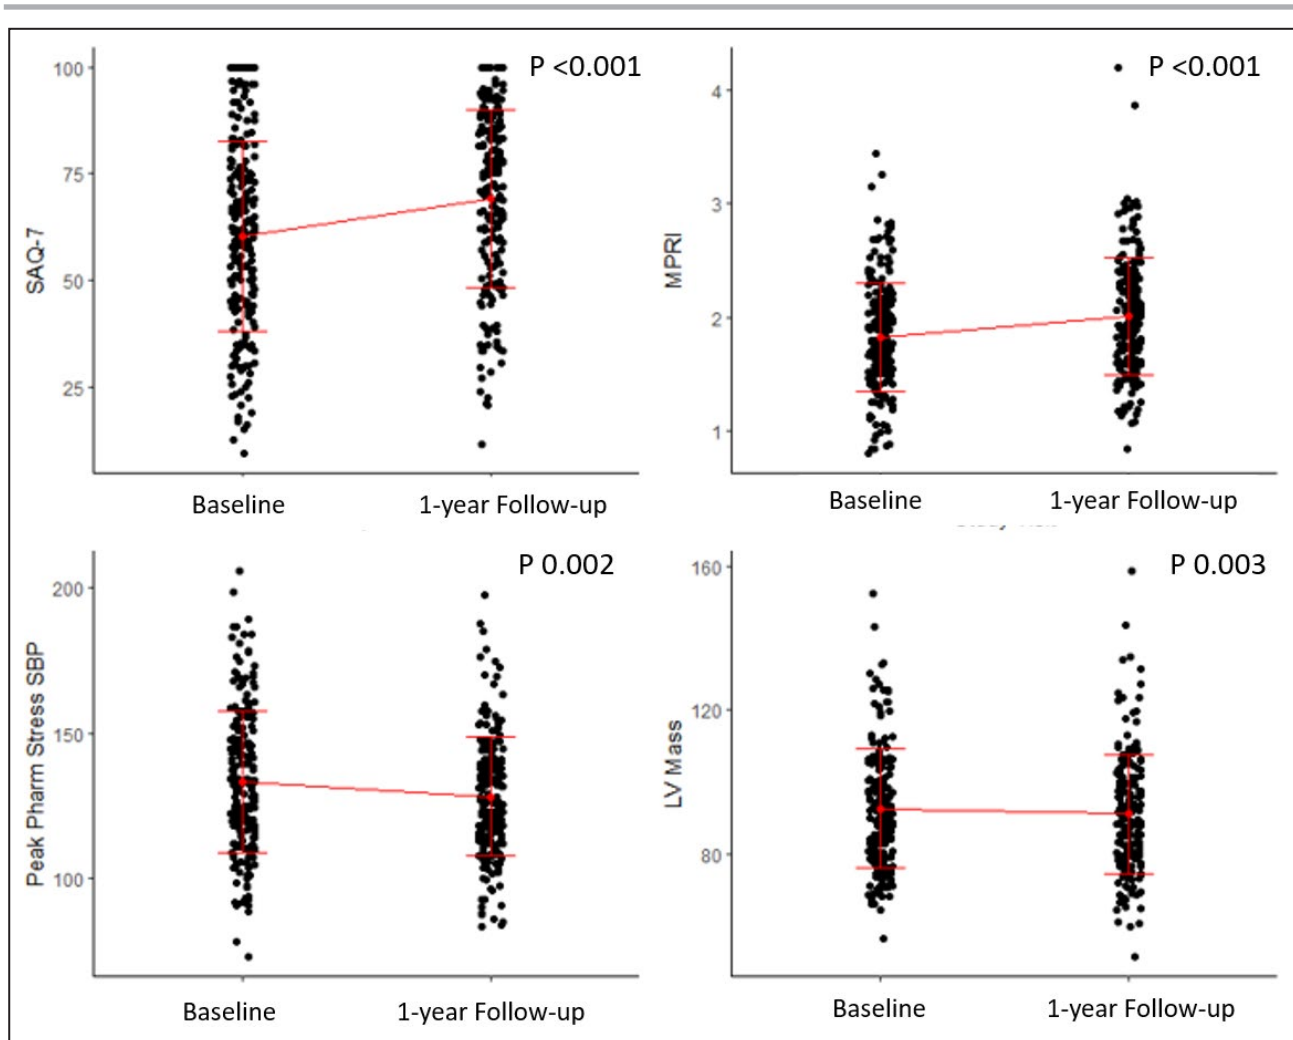 P <0.001
100
75
50
25
SAQ-7
Baseline
1-year Follow-up
P <0.001
4
3
2
1
MPRI
Baseline
1-year Follow-up
P 0.002
200
150
100
Peak Pharm Stress SBP
Baseline
1-year Follow-up
P 0.003
160
120
80
LV Mass
Baseline
1-year Follow-up